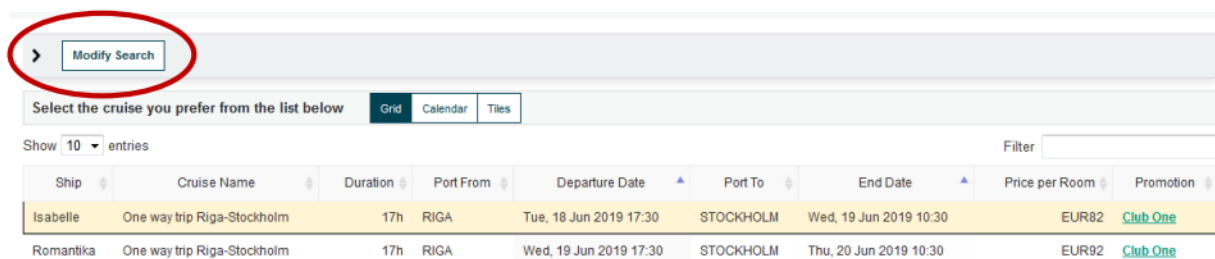 Modify Search
Select the cruise you prefer from the list below Grid Calendar Tiles
Show 10 entries Filter
Ship Cruise Name Duration Port From Departure Date Port To End Date Price per Room Promotion
Isabelle One way trip Riga-Stockholm 17h RIGA Tue, 18 Jun 2019 17:30 STOCKHOLM Wed, 19 Jun 2019 10:30 EUR82 Club One
Romantika One way trip Riga-Stockholm 17h RIGA Wed, 19 Jun 2019 17:30 STOCKHOLM Thu, 20 Jun 2019 10:30 EUR92 Club One